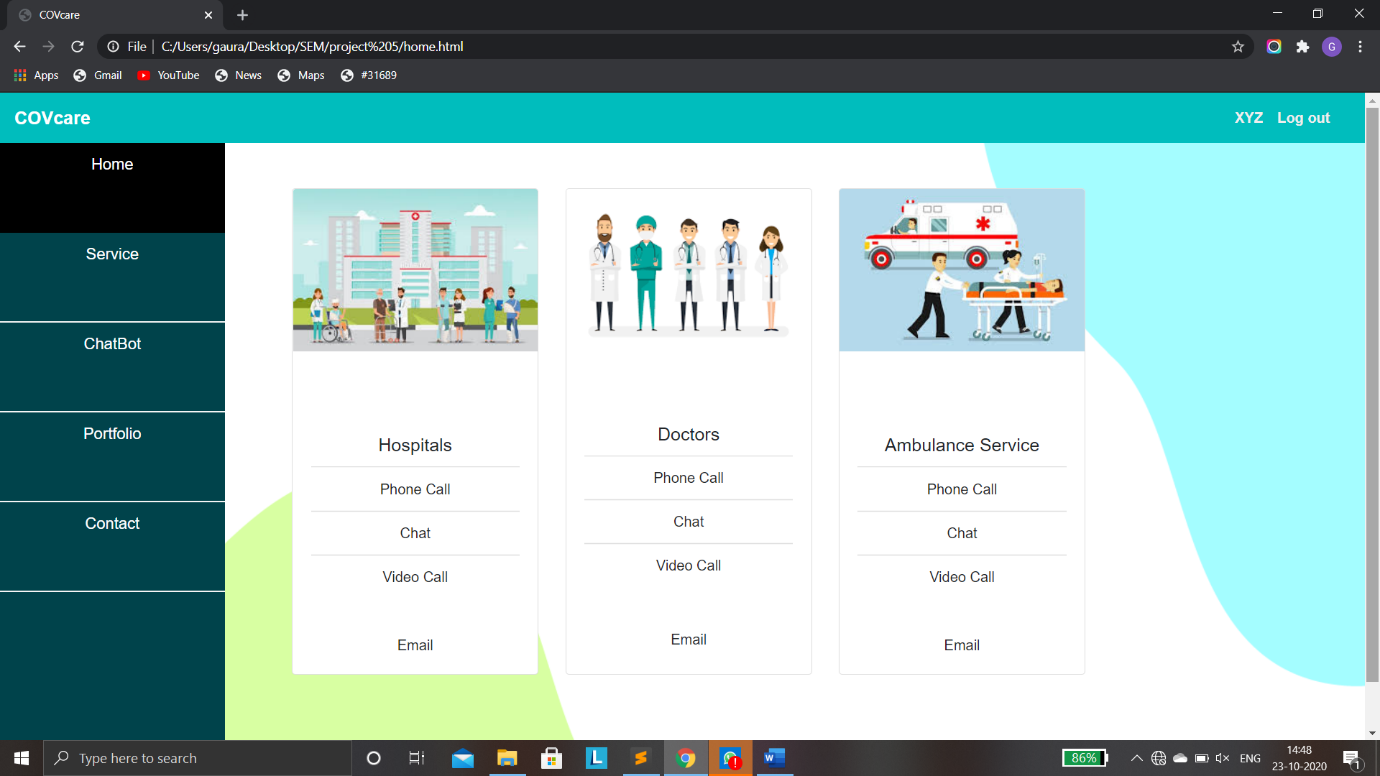 COVcare
File | C:/Users/gaura/Desktop/SEM/project%205/home.html
Apps Gmail YouTube News Maps #31689
G
COVcare XYZ Log out
Home
Service
ChatBot
Portfolio
Contact
Hospitals
Phone Call
Chat
Video Call
Email
Doctors
Phone Call
Chat
Video Call
Email
Ambulance Service
Phone Call
Chat
Video Call
Email
Type here to search
L
W
86%
ENG
14:48
23-10-2020
1